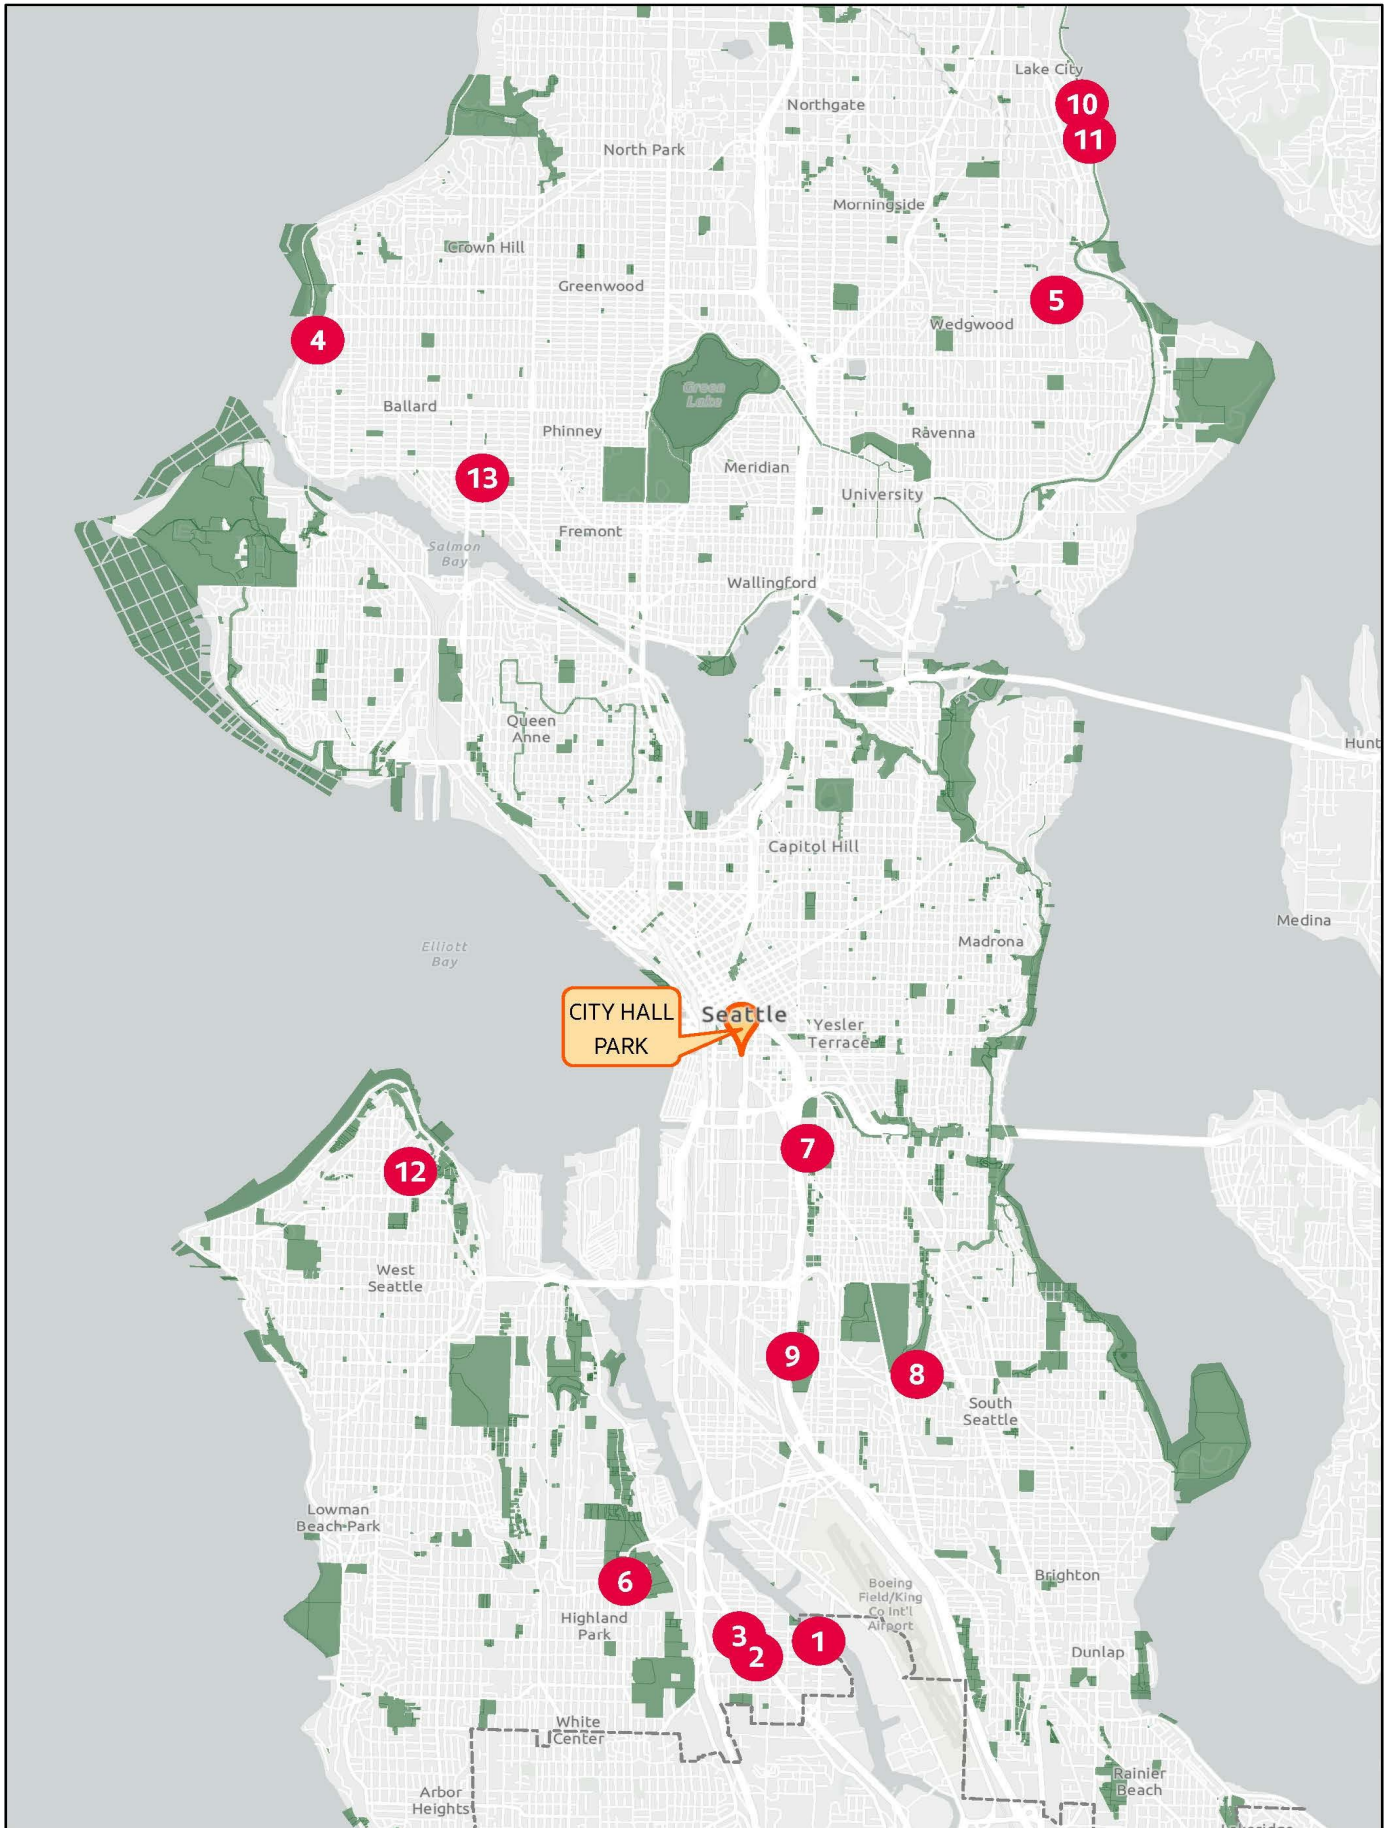 Lake City
10
Northgate
11
North Park
Morningside
Crown Hill
Greenwood
5
Wedgwood
4
Green
Lake
Ballard
Phinney
Ravenna
Meridian
13
University
Fremont
Salmon
Bay
Wallingford
Queen
Anne
Hunt
Capitol Hill
Medina
Madrona
Elliott
Bay
CITY HALL
PARK
Seattle
Yesler
Terrace
7
12
West
Seattle
9
8
South
Seattle
Lowman
Beach Park
Brighton
6
Boeing
Field/King
Co Int'l
Airport
Highland
Park
3
1
2
Dunlap
White
Center
Rainier
Beach
Arbor
Heights